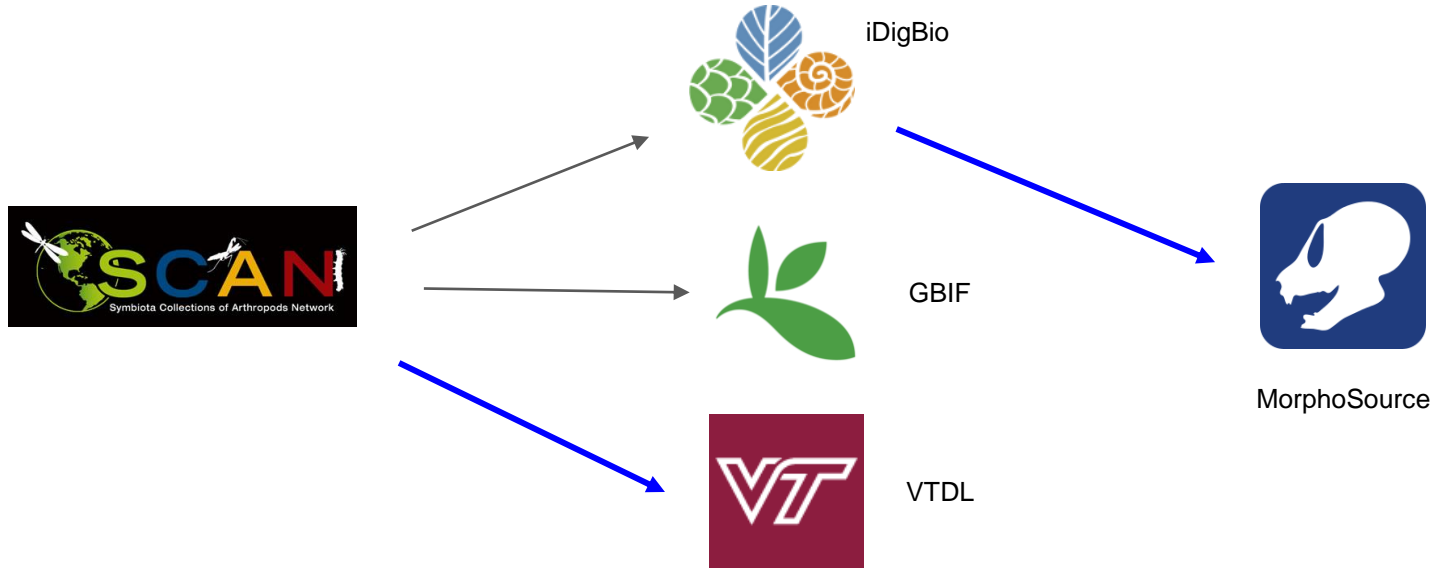 iDigBio
SCAN
Symbiota Collections of Arthropods Network
GBIF
MorphoSource
VT
VTDL